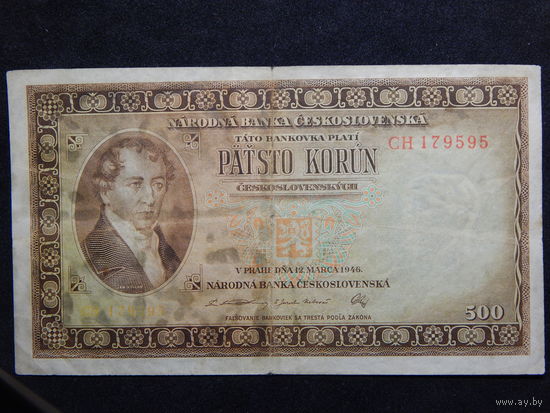 NÁRODNÁ BANKA ČESKOSLOVENSKÁ
TÁTO BANKOVKA PLATÍ
PÄŤSTO KORÚN
CH 179595
ČESKOSLOVENSKÝCH
V PRAHE DŇA 12. MARCA 1946.
NÁRODNÁ BANKA ČESKOSLOVENSKÁ
FALŠOVANIE BANKOVIEK SA TRESTÁ PODĽA ZÁKONA
500
www.ay.by